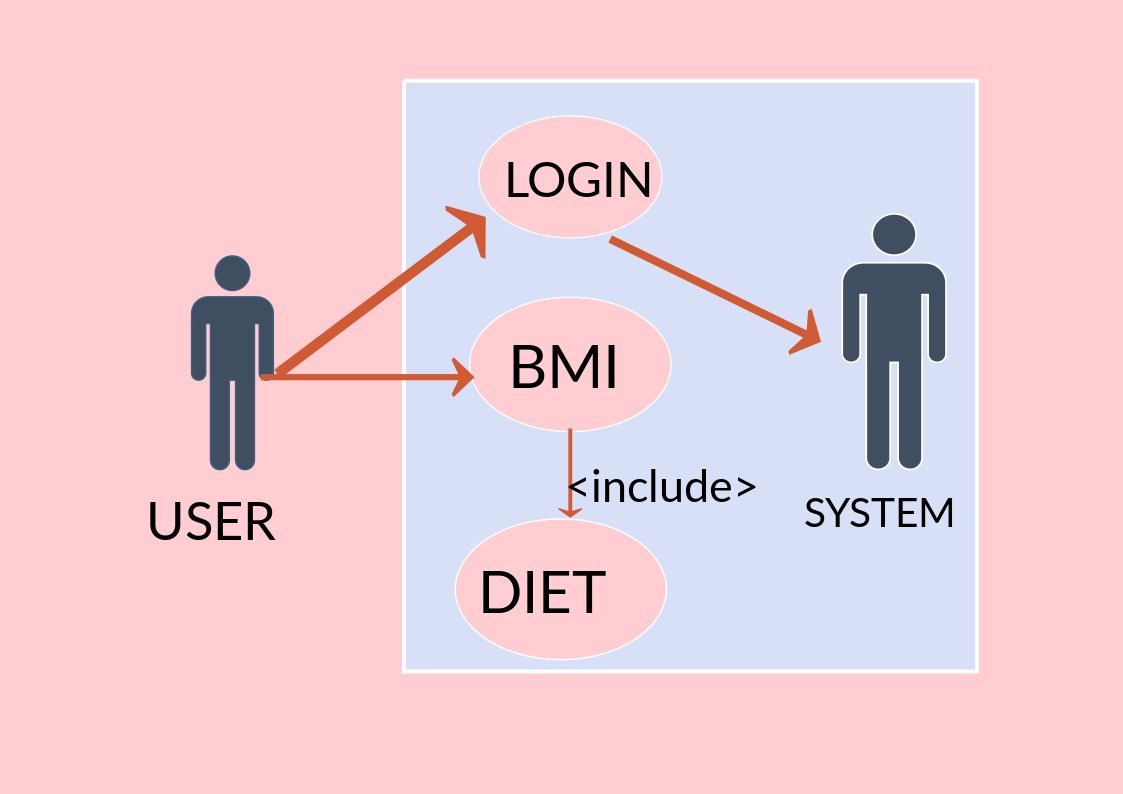 LOGIN
BMI
<include>
DIET
USER
SYSTEM